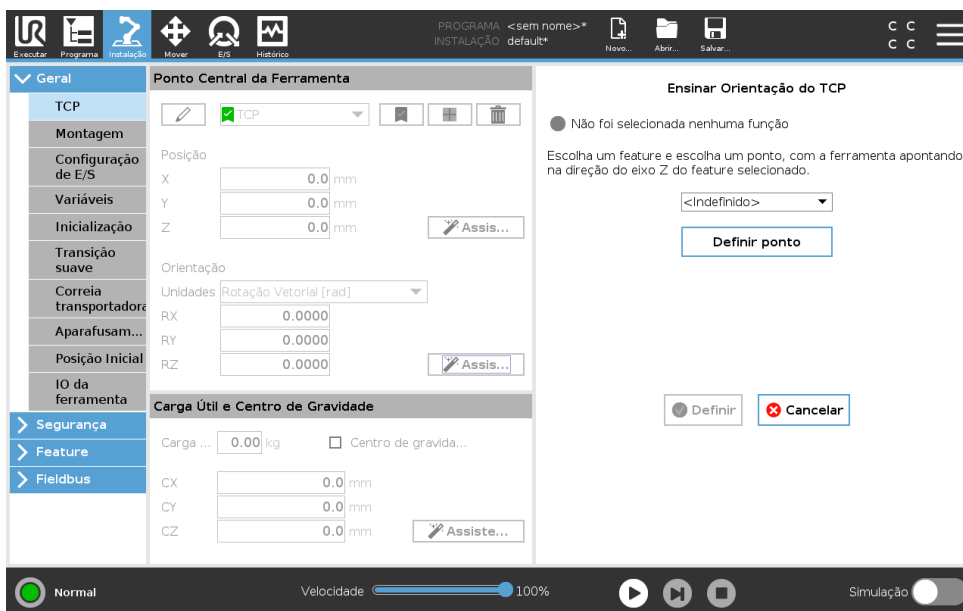 PROGRAMA <sem nome>*
INSTALAÇÃO default*
Executar Programa Instalação Mover E/S Histórico Novo... Abrir... Salvar...
C C
C C
Geral
TCP
Montagem
Configuração
de E/S
Variáveis
Inicialização
Transição
suave
Correia
transportadora
Aparafusam...
Posição Inicial
IO da
ferramenta
Segurança
Feature
Fieldbus
Ponto Central da Ferramenta
TCP
Posição
X 0.0 mm
Y 0.0 mm
Z 0.0 mm Assis...
Orientação
Unidades Rotação Vetorial [rad]
RX 0.0000
RY 0.0000
RZ 0.0000 Assis...
Carga Útil e Centro de Gravidade
Carga ... 0.00 kg Centro de gravida...
CX 0.0 mm
CY 0.0 mm
CZ 0.0 mm Assiste...
Ensinar Orientação do TCP
Não foi selecionada nenhuma função
Escolha um feature e escolha um ponto, com a ferramenta apontando
na direção do eixo Z do feature selecionado.
<Indefinido>
Definir ponto
Definir Cancelar
Normal Velocidade 100% Simulação